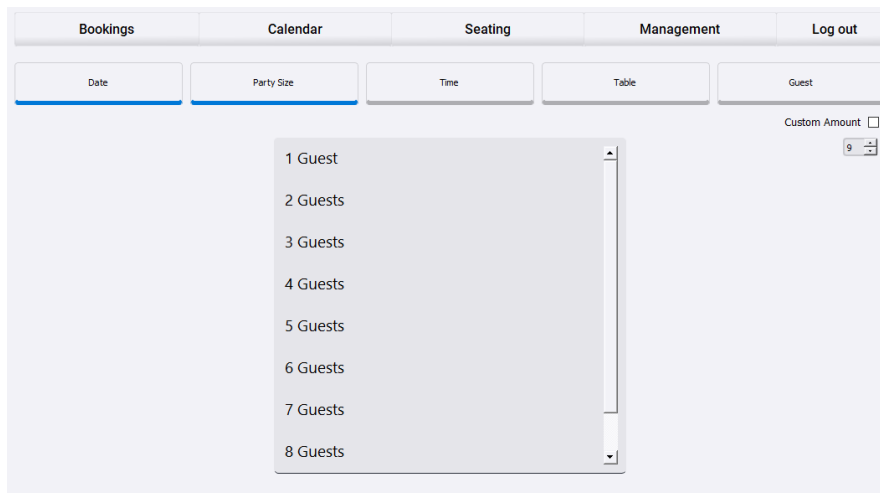 Bookings Calendar Seating Management Log out
Date Party Size Time Table Guest
Custom Amount
9
1 Guest
2 Guests
3 Guests
4 Guests
5 Guests
6 Guests
7 Guests
8 Guests